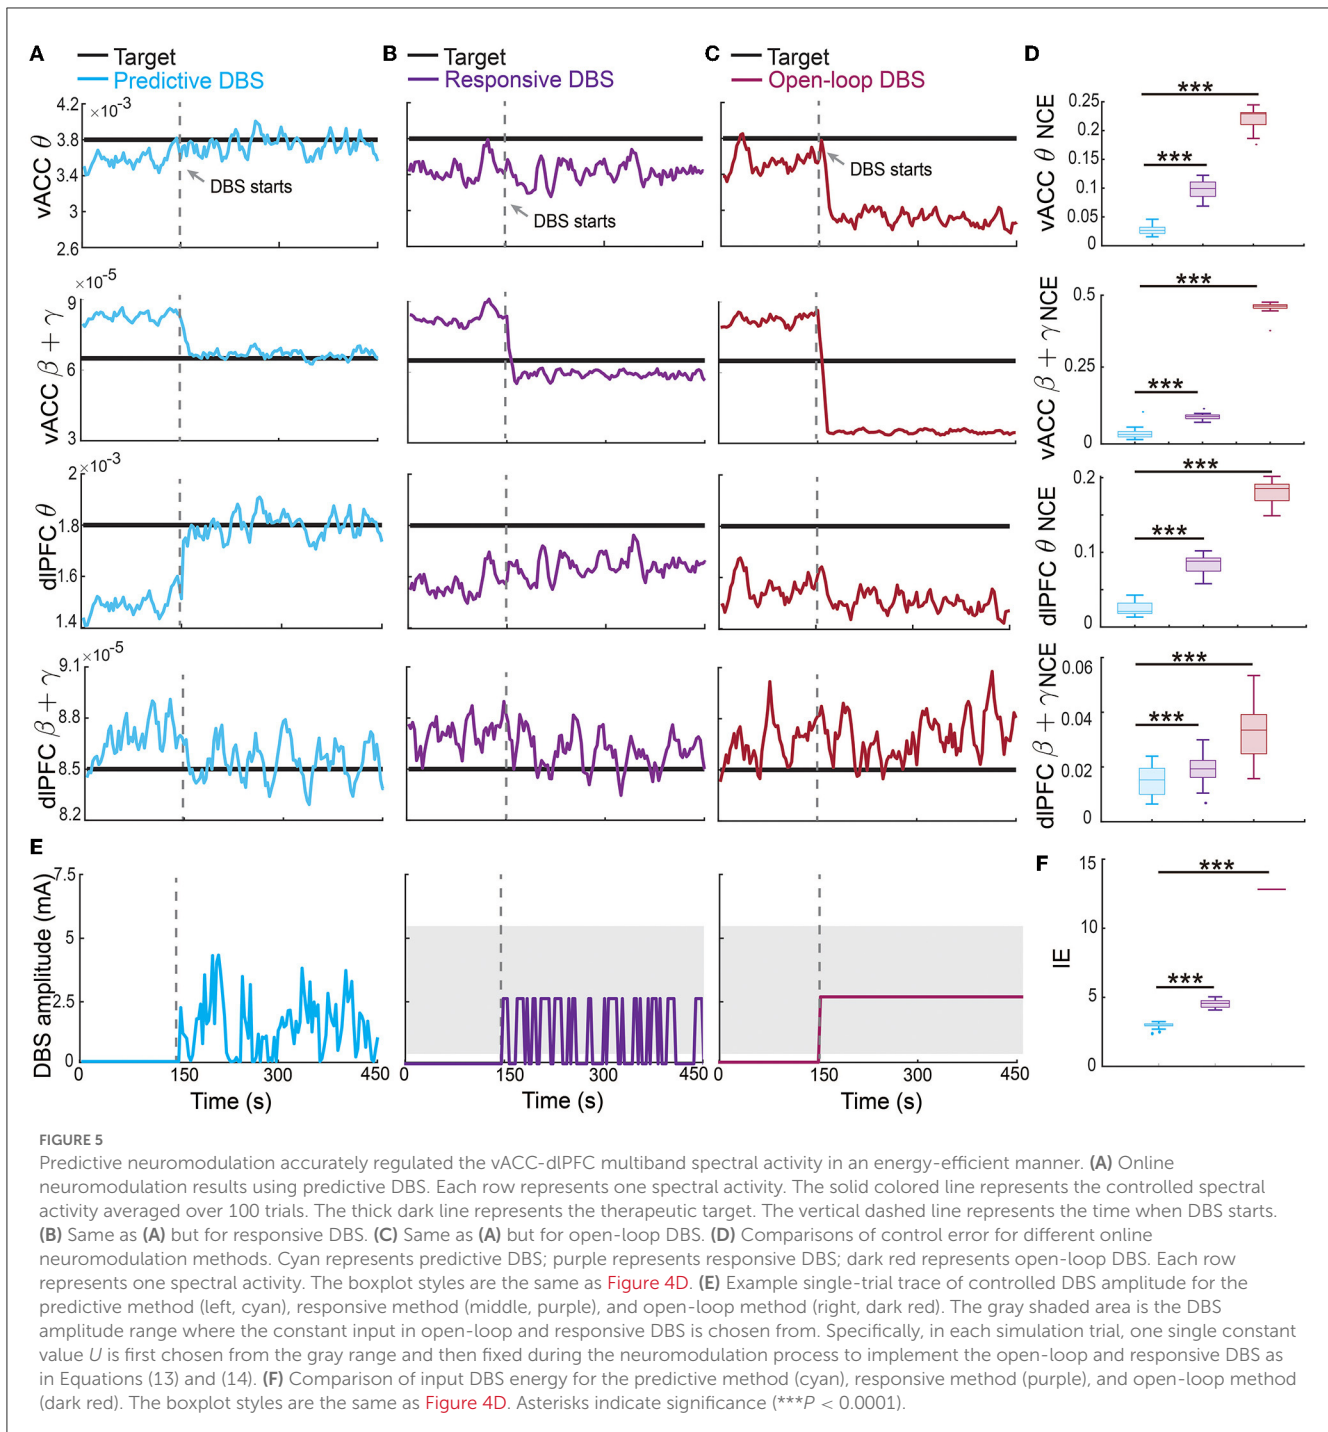 A
Target
Predictive DBS
B
Target
Responsive DBS
C
Target
Open-loop DBS
D
×10⁻³
4.2
3.8
3.4
3
2.6
vACC θ
DBS starts
DBS starts
DBS starts
vACC θ NCE
0.25
0.2
0.15
0.1
0.05
0
***
***
×10⁻⁵
9
6
3
vACC β + γ
vACC β + γ NCE
0.5
0.25
0
***
***
×10⁻³
2
1.8
1.6
1.4
dlPFC θ
dlPFC θ NCE
0.2
0.1
0
***
***
×10⁻⁵
9.1
8.8
8.5
8.2
dlPFC β + γ
dlPFC β + γ NCE
0.06
0.04
0.02
0
***
***
E
DBS amplitude (mA)
7.5
5
2.5
0
0 150 300 450
Time (s)
0 150 300 450
Time (s)
0 150 300 450
Time (s)
F
IE
15
10
5
0
***
***
FIGURE 5
Predictive neuromodulation accurately regulated the vACC-dlPFC multiband spectral activity in an energy-efficient manner. (A) Online
neuromodulation results using predictive DBS. Each row represents one spectral activity. The solid colored line represents the controlled spectral
activity averaged over 100 trials. The thick dark line represents the therapeutic target. The vertical dashed line represents the time when DBS starts.
(B) Same as (A) but for responsive DBS. (C) Same as (A) but for open-loop DBS. (D) Comparisons of control error for different online
neuromodulation methods. Cyan represents predictive DBS; purple represents responsive DBS; dark red represents open-loop DBS. Each row
represents one spectral activity. The boxplot styles are the same as Figure 4D. (E) Example single-trial trace of controlled DBS amplitude for the
predictive method (left, cyan), responsive method (middle, purple), and open-loop method (right, dark red). The gray shaded area is the DBS
amplitude range where the constant input in open-loop and responsive DBS is chosen from. Specifically, in each simulation trial, one single constant
value U is first chosen from the gray range and then fixed during the neuromodulation process to implement the open-loop and responsive DBS as
in Equations (13) and (14). (F) Comparison of input DBS energy for the predictive method (cyan), responsive method (purple), and open-loop method
(dark red). The boxplot styles are the same as Figure 4D. Asterisks indicate significance (***P < 0.0001).